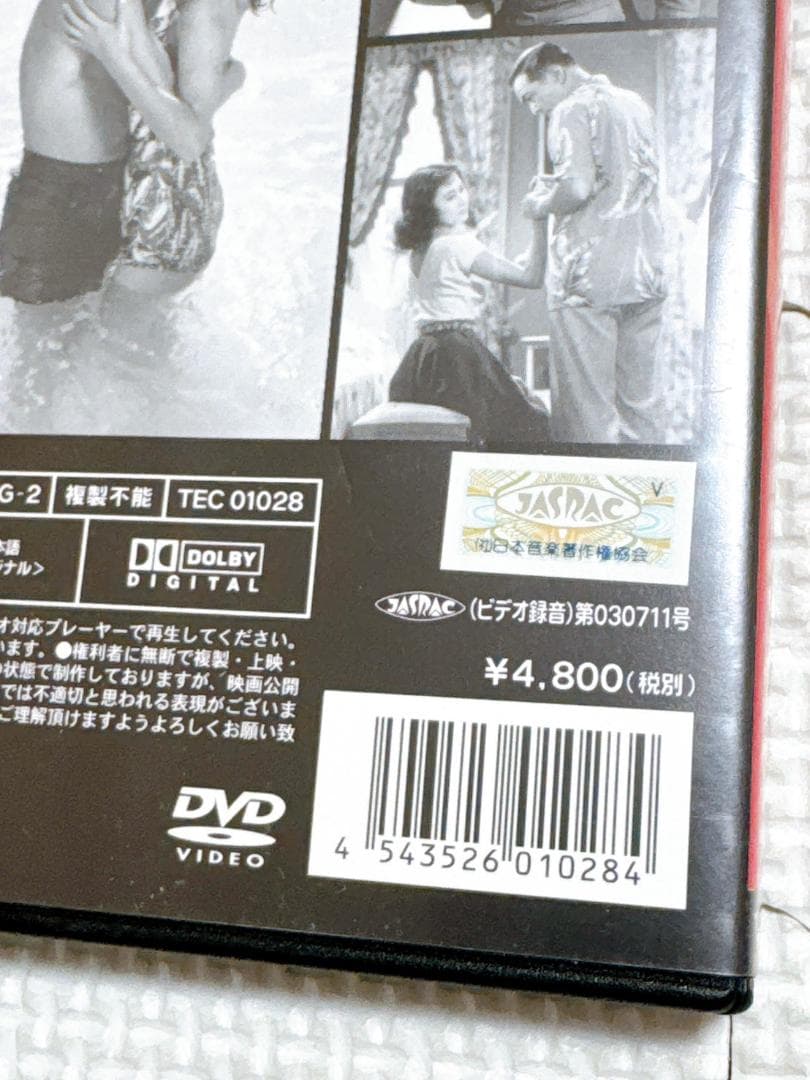 G-2 複製不能 TEC 01028
本語
ナル>
DOLBY
DIGITAL
JASRAC V
(社)日本音楽著作権協会
JASRAC (ビデオ録音)第030711号
オ対応プレーヤーで再生してください。
います。●権利者に無断で複製・上映・
の状態で制作しておりますが、映画公開
では不適切と思われる表現がございま
ご理解頂けますようよろしくお願い致
¥4,800(税別)
DVD
VIDEO
4 543526 010284